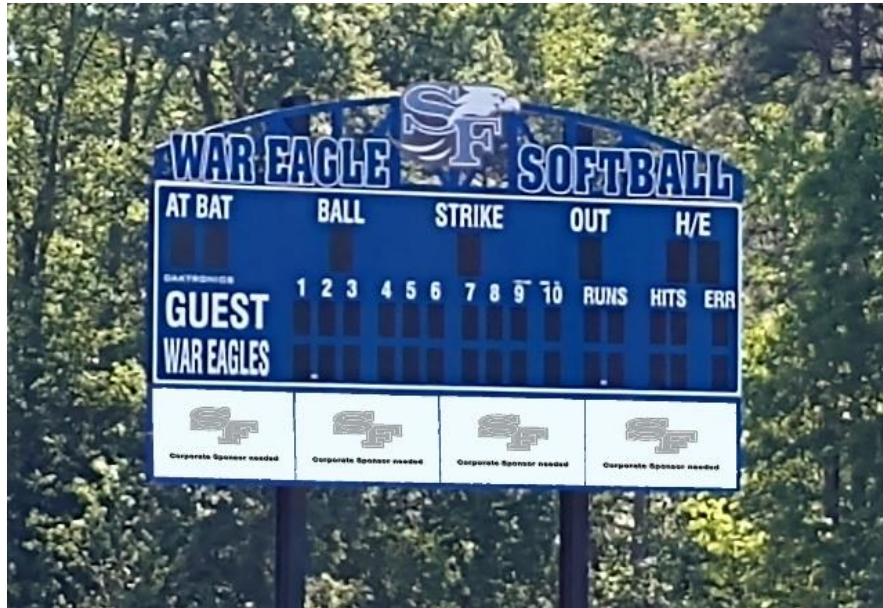 SF
WAR EAGLE SOFTBALL
AT BAT BALL STRIKE OUT H/E
DAKTRONICS
1 2 3 4 5 6 7 8 9 10 RUNS HITS ERR
GUEST
WAR EAGLES
SF SF SF SF
Corporate Sponsor needed Corporate Sponsor needed Corporate Sponsor needed Corporate Sponsor needed